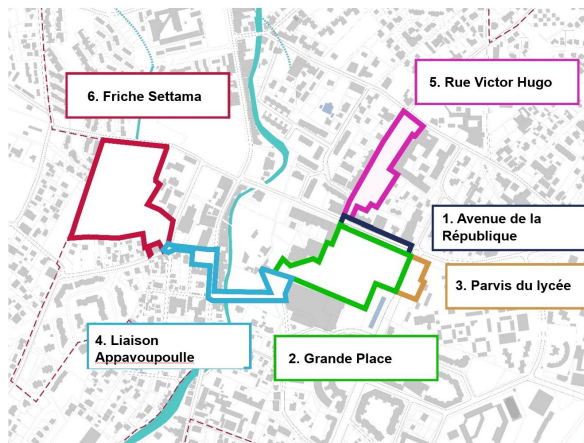 6. Friche Settama
5. Rue Victor Hugo
1. Avenue de la
République
3. Parvis du lycée
4. Liaison
Appavoupoulle
2. Grande Place